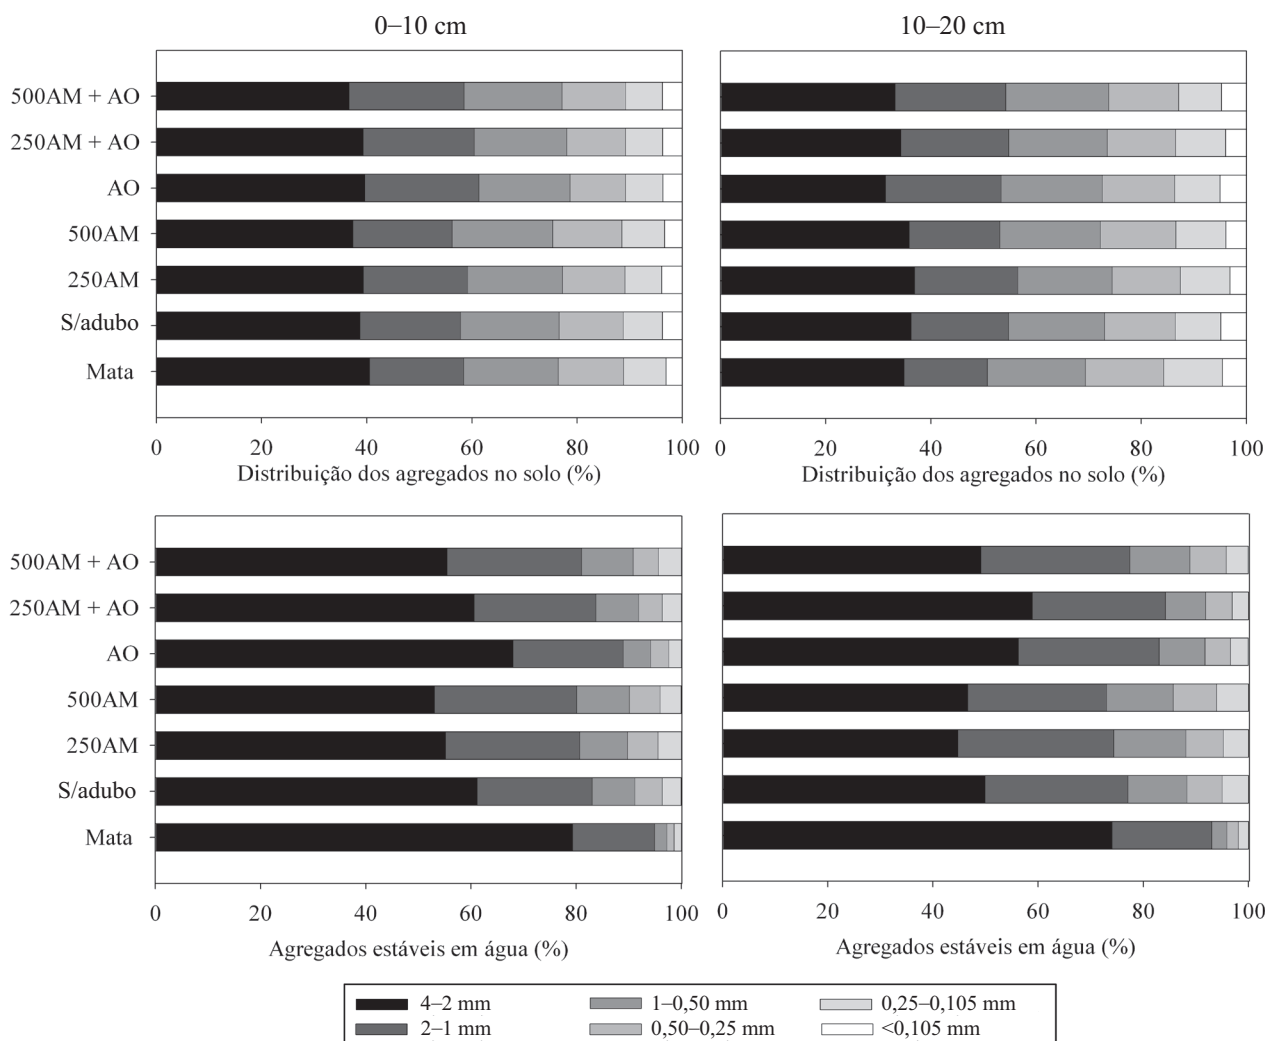 0–10 cm
10–20 cm
500AM + AO
250AM + AO
AO
500AM
250AM
S/adubo
Mata
0 20 40 60 80 100
0 20 40 60 80 100
Distribuição dos agregados no solo (%)
Distribuição dos agregados no solo (%)
500AM + AO
250AM + AO
AO
500AM
250AM
S/adubo
Mata
0 20 40 60 80 100
0 20 40 60 80 100
Agregados estáveis em água (%)
Agregados estáveis em água (%)
4–2 mm 1–0,50 mm 0,25–0,105 mm
2–1 mm 0,50–0,25 mm <0,105 mm